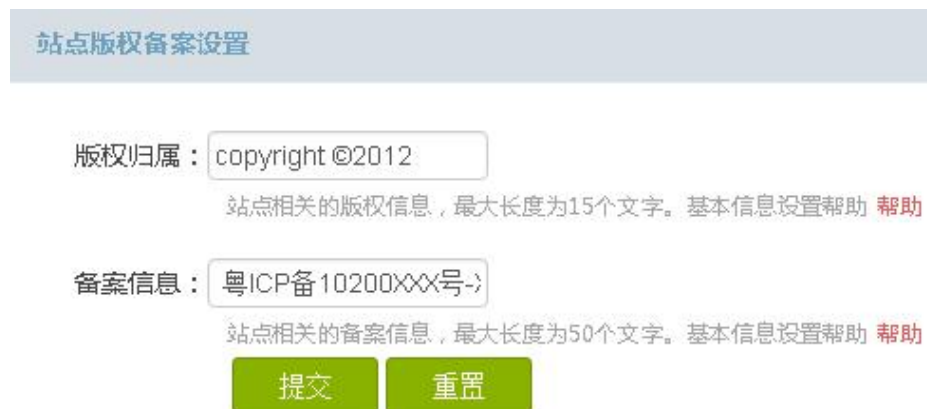 站点版权备案设置
版权归属：copyright ©2012
站点相关的版权信息，最大长度为15个文字。基本信息设置帮助 帮助
备案信息：粤ICP备10200XXX号-
站点相关的备案信息，最大长度为50个文字。基本信息设置帮助 帮助
提交 重置